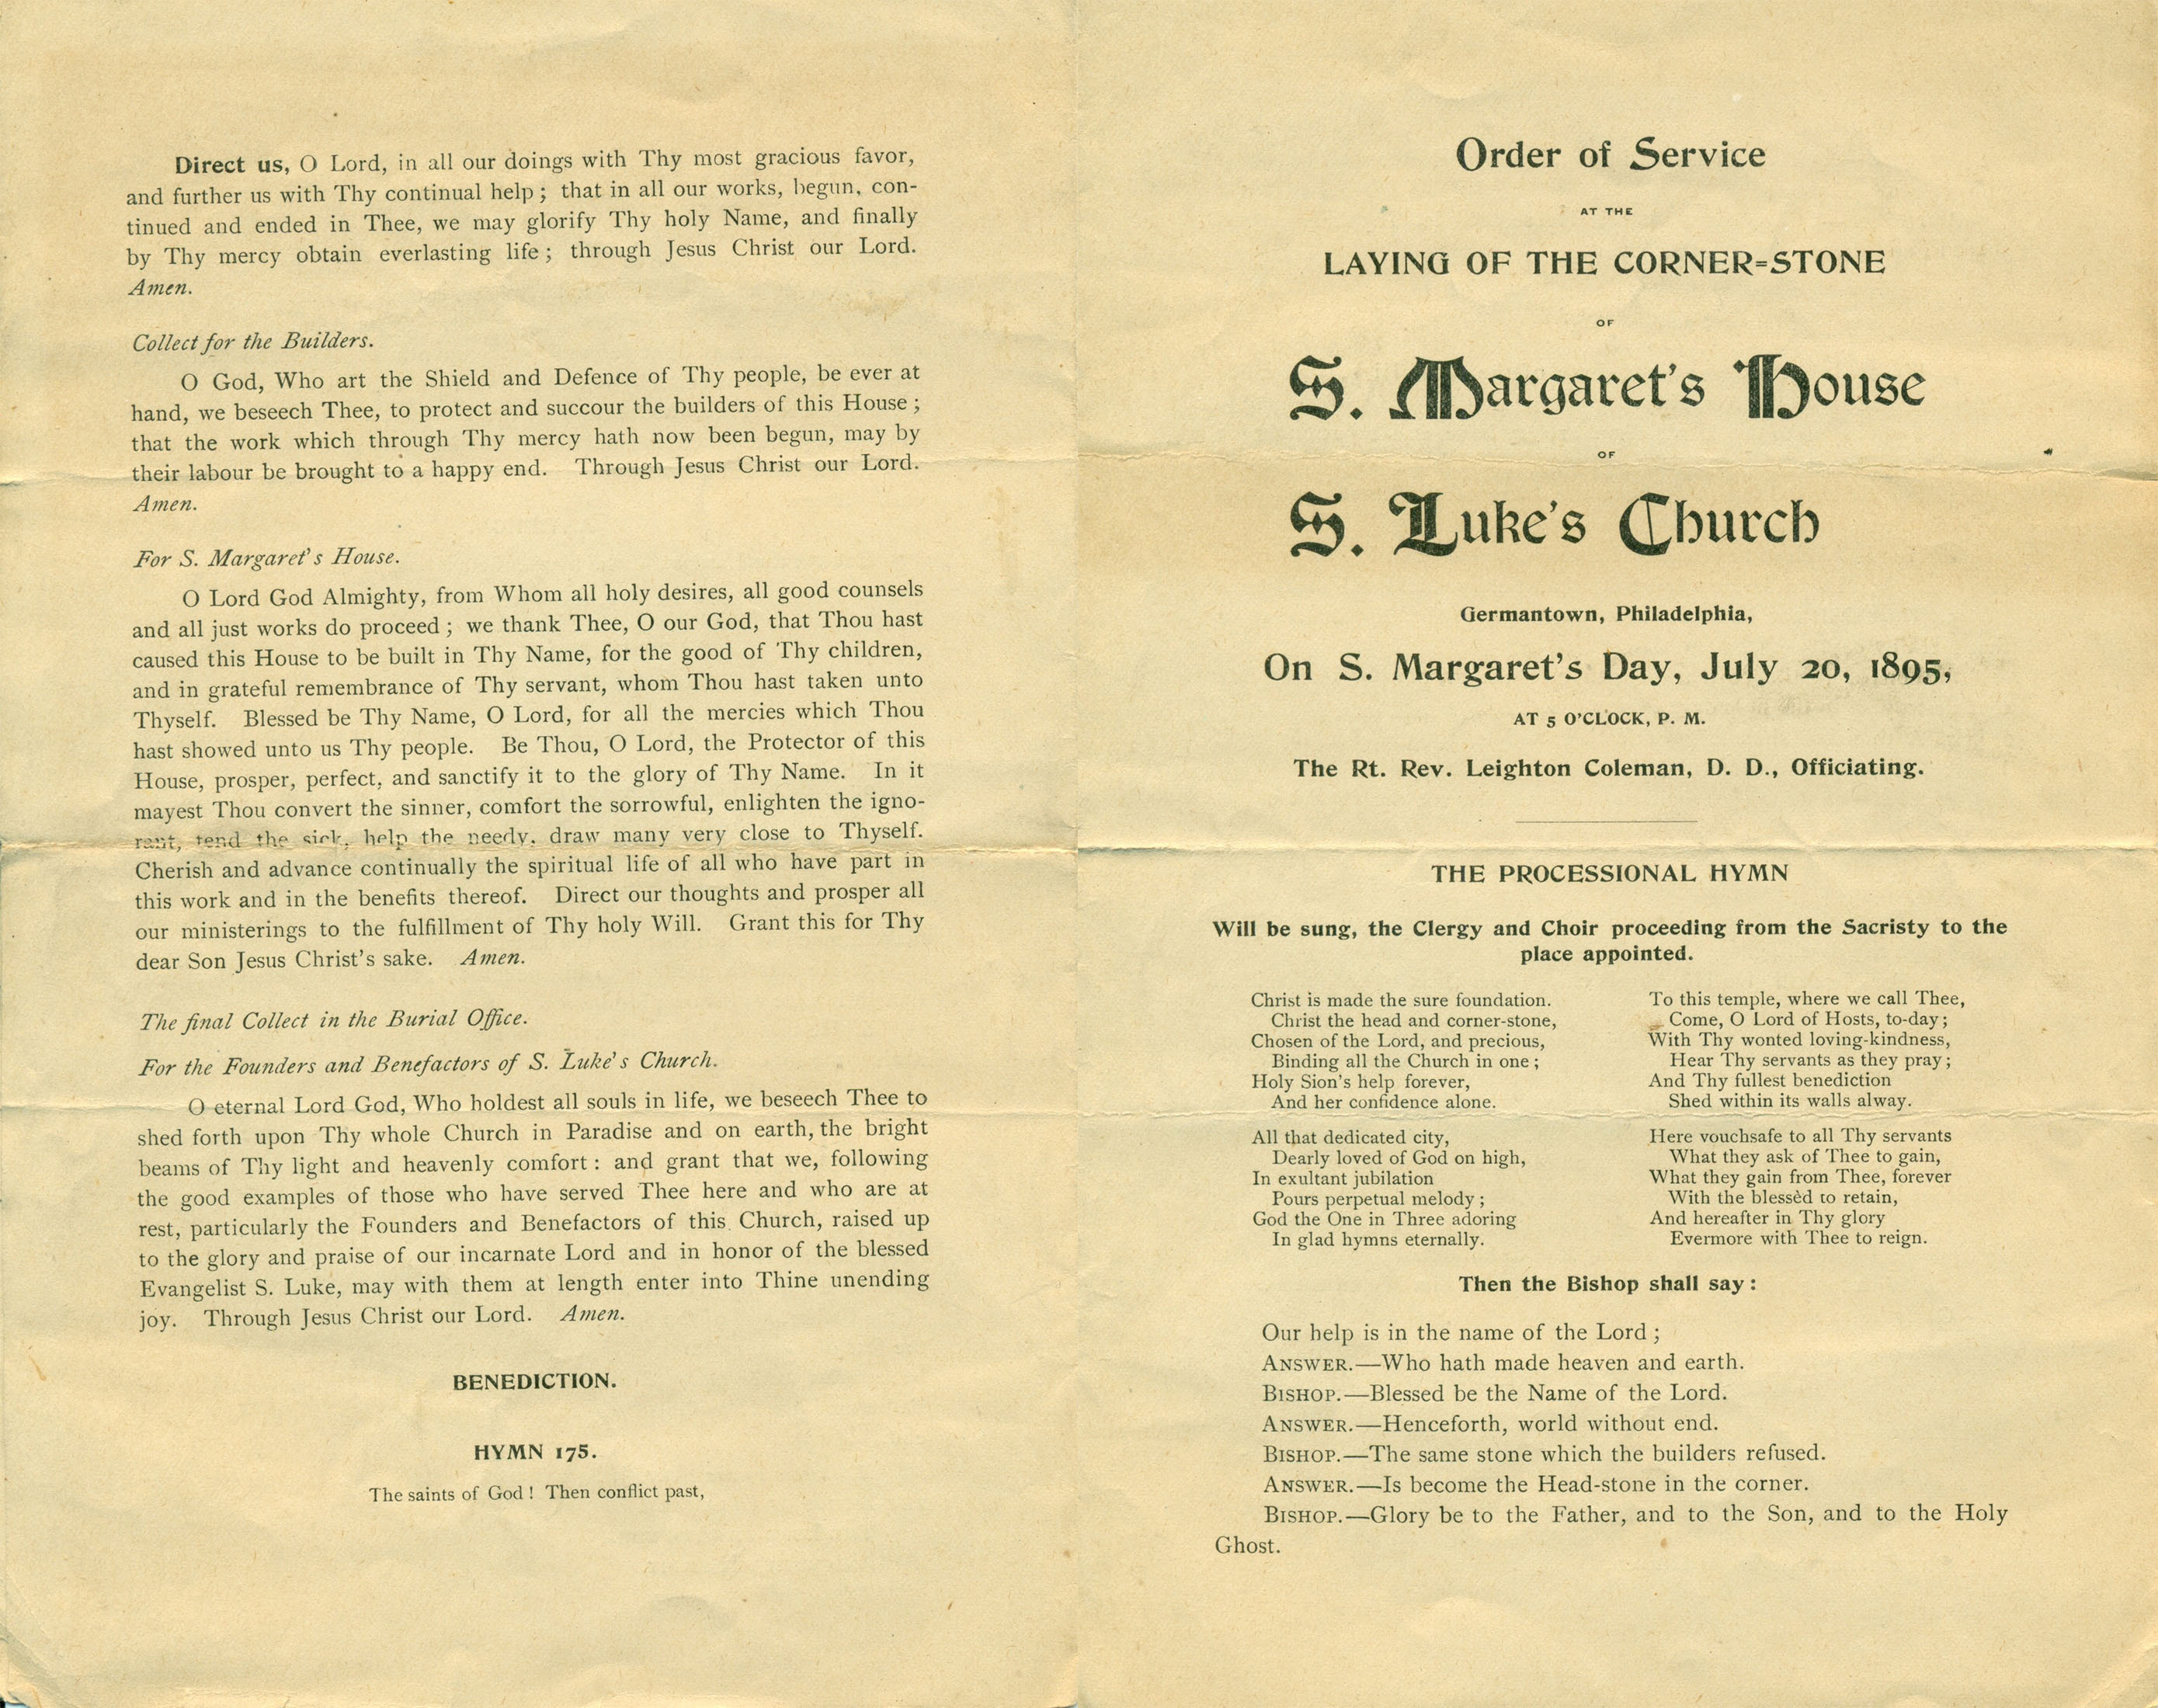 Direct us, O Lord, in all our doings with Thy most gracious favor,
and further us with Thy continual help ; that in all our works, begun, con-
tinued and ended in Thee, we may glorify Thy holy Name, and finally
by Thy mercy obtain everlasting life ; through Jesus Christ our Lord.
Amen.
Collect for the Builders.
O God, Who art the Shield and Defence of Thy people, be ever at
hand, we beseech Thee, to protect and succour the builders of this House ;
that the work which through Thy mercy hath now been begun, may by
their labour be brought to a happy end. Through Jesus Christ our Lord.
Amen.
For S. Margaret's House.
O Lord God Almighty, from Whom all holy desires, all good counsels
and all just works do proceed ; we thank Thee, O our God, that Thou hast
caused this House to be built in Thy Name, for the good of Thy children,
and in grateful remembrance of Thy servant, whom Thou hast taken unto
Thyself. Blessed be Thy Name, O Lord, for all the mercies which Thou
hast showed unto us Thy people. Be Thou, O Lord, the Protector of this
House, prosper, perfect, and sanctify it to the glory of Thy Name. In it
mayest Thou convert the sinner, comfort the sorrowful, enlighten the igno-
rant, tend the sick, help the needy, draw many very close to Thyself.
Cherish and advance continually the spiritual life of all who have part in
this work and in the benefits thereof. Direct our thoughts and prosper all
our ministerings to the fulfillment of Thy holy Will. Grant this for Thy
dear Son Jesus Christ's sake. Amen.
The final Collect in the Burial Office.
For the Founders and Benefactors of S. Luke's Church.
O eternal Lord God, Who holdest all souls in life, we beseech Thee to
shed forth upon Thy whole Church in Paradise and on earth, the bright
beams of Thy light and heavenly comfort : and grant that we, following
the good examples of those who have served Thee here and who are at
rest, particularly the Founders and Benefactors of this Church, raised up
to the glory and praise of our incarnate Lord and in honor of the blessed
Evangelist S. Luke, may with them at length enter into Thine unending
joy. Through Jesus Christ our Lord. Amen.
BENEDICTION.
HYMN 175.
The saints of God ! Then conflict past,
Order of Service
AT THE
LAYING OF THE CORNER=STONE
OF
S. Margaret's House
OF
S. Luke's Church
Germantown, Philadelphia,
On S. Margaret's Day, July 20, 1895,
AT 5 O'CLOCK, P. M.
The Rt. Rev. Leighton Coleman, D. D., Officiating.
THE PROCESSIONAL HYMN
Will be sung, the Clergy and Choir proceeding from the Sacristy to the
place appointed.
Christ is made the sure foundation.
Christ the head and corner-stone,
Chosen of the Lord, and precious,
Binding all the Church in one ;
Holy Sion's help forever,
And her confidence alone.
All that dedicated city,
Dearly loved of God on high,
In exultant jubilation
Pours perpetual melody ;
God the One in Three adoring
In glad hymns eternally.
To this temple, where we call Thee,
Come, O Lord of Hosts, to-day ;
With Thy wonted loving-kindness,
Hear Thy servants as they pray ;
And Thy fullest benediction
Shed within its walls alway.
Here vouchsafe to all Thy servants
What they ask of Thee to gain,
What they gain from Thee, forever
With the blessèd to retain,
And hereafter in Thy glory
Evermore with Thee to reign.
Then the Bishop shall say :
Our help is in the name of the Lord ;
ANSWER.—Who hath made heaven and earth.
BISHOP.—Blessed be the Name of the Lord.
ANSWER.—Henceforth, world without end.
BISHOP.—The same stone which the builders refused.
ANSWER.—Is become the Head-stone in the corner.
BISHOP.—Glory be to the Father, and to the Son, and to the Holy
Ghost.